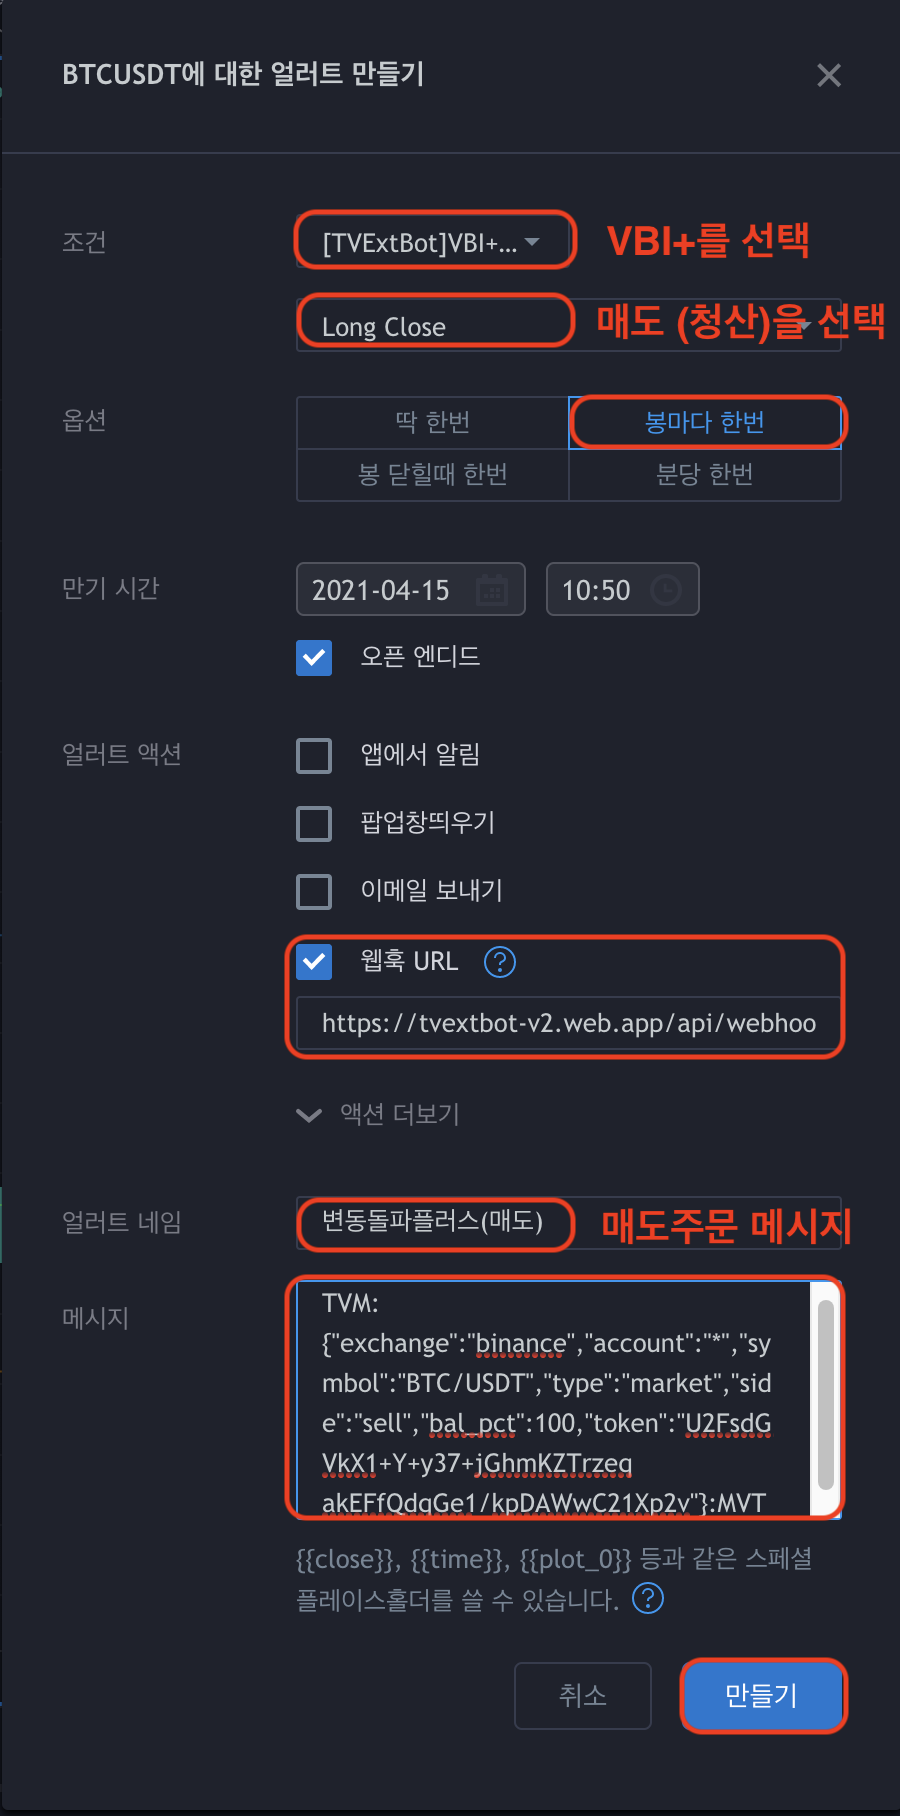 BTCUSDT에 대한 얼러트 만들기
조건
[TVExtBot]VBI+...
VBI+를 선택
Long Close
매도 (청산)을 선택
옵션
딱 한번
봉마다 한번
봉 닫힐때 한번
분당 한번
만기 시간
2021-04-15
10:50
오픈 엔디드
얼러트 액션
앱에서 알림
팝업창띄우기
이메일 보내기
웹훅 URL
https://tvextbot-v2.web.app/api/webhoo
액션 더보기
얼러트 네임
변동돌파플러스(매도)
매도주문 메시지
메시지
TVM:
{"exchange":"binance","account":"*","sy
mbol":"BTC/USDT","type":"market","sid
e":"sell","bal_pct":100,"token":"U2FsdG
VkX1+Y+y37+jGhmKZTrzeq
akEFfQdqGe1/kpDAWwC21Xp2v"}:MVT
{{close}}, {{time}}, {{plot_0}} 등과 같은 스페셜
플레이스홀더를 쓸 수 있습니다.
취소
만들기